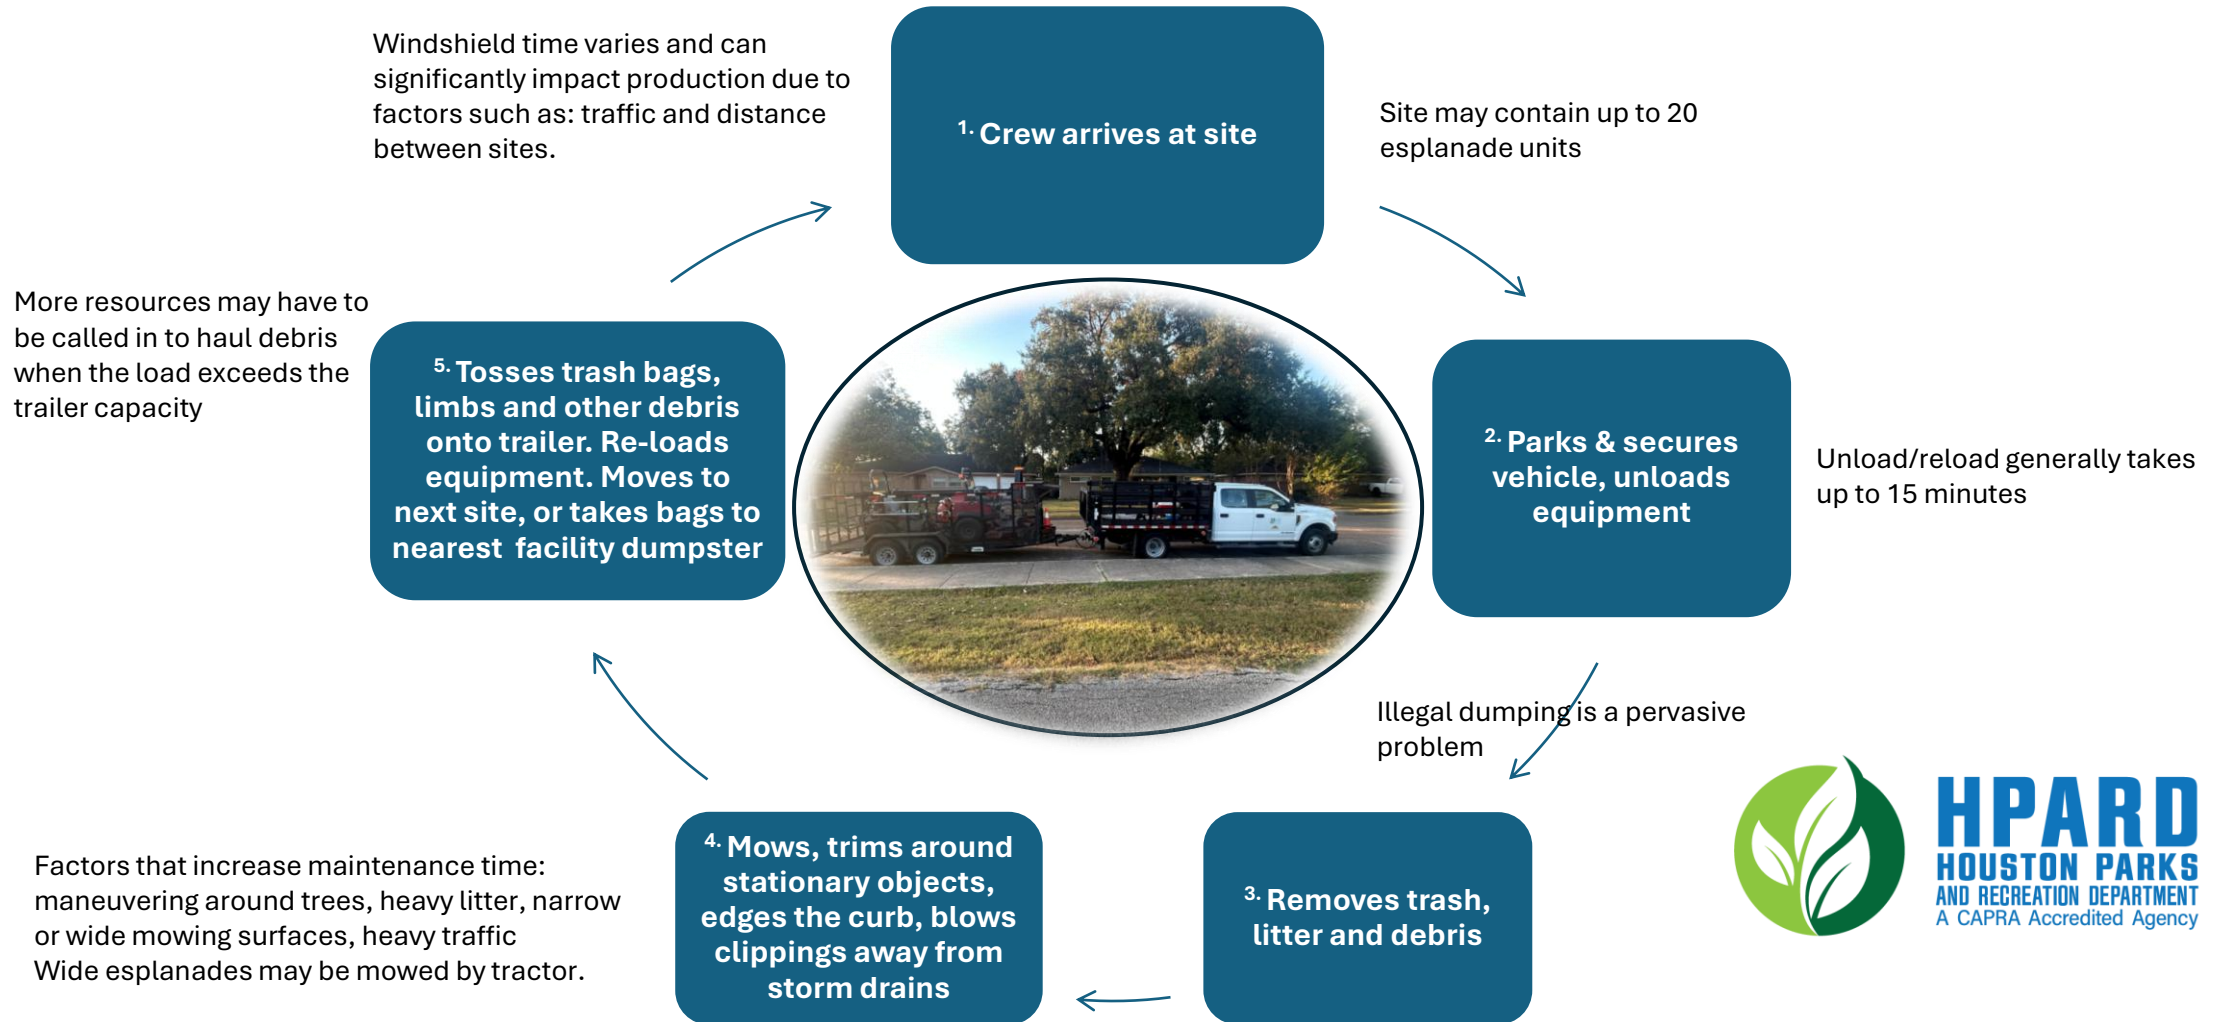 Windshield time varies and can
significantly impact production due to
factors such as: traffic and distance
between sites.
1. Crew arrives at site
Site may contain up to 20
esplanade units
2. Parks & secures
vehicle, unloads
equipment
Unload/reload generally takes
up to 15 minutes
Illegal dumping is a pervasive
problem
3. Removes trash,
litter and debris
4. Mows, trims around
stationary objects,
edges the curb, blows
clippings away from
storm drains
Factors that increase maintenance time:
maneuvering around trees, heavy litter, narrow
or wide mowing surfaces, heavy traffic
Wide esplanades may be mowed by tractor.
5. Tosses trash bags,
limbs and other debris
onto trailer. Re-loads
equipment. Moves to
next site, or takes bags to
nearest facility dumpster
More resources may have to
be called in to haul debris
when the load exceeds the
trailer capacity
HPARD
HOUSTON PARKS
AND RECREATION DEPARTMENT
A CAPRA Accredited Agency